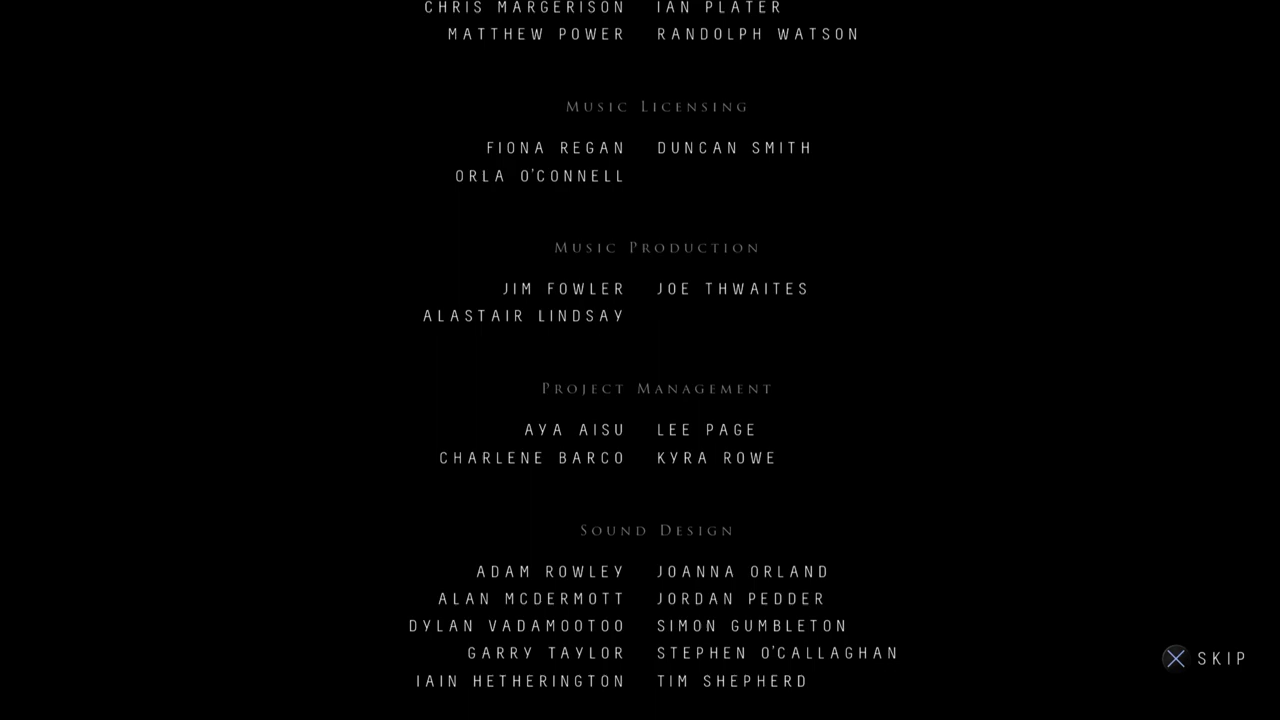 CHRIS MARGERISON IAN PLATER
MATTHEW POWER RANDOLPH WATSON
MUSIC LICENSING
FIONA REGAN DUNCAN SMITH
ORLA O'CONNELL
MUSIC PRODUCTION
JIM FOWLER JOE THWAITES
ALASTAIR LINDSAY
PROJECT MANAGEMENT
AYA AISU LEE PAGE
CHARLENE BARCO KYRA ROWE
SOUND DESIGN
ADAM ROWLEY JOANNA ORLAND
ALAN MCDERMOTT JORDAN PEDDER
DYLAN VADAMOOTOO SIMON GUMBLETON
GARRY TAYLOR STEPHEN O'CALLAGHAN
IAIN HETHERINGTON TIM SHEPHERD
SKIP